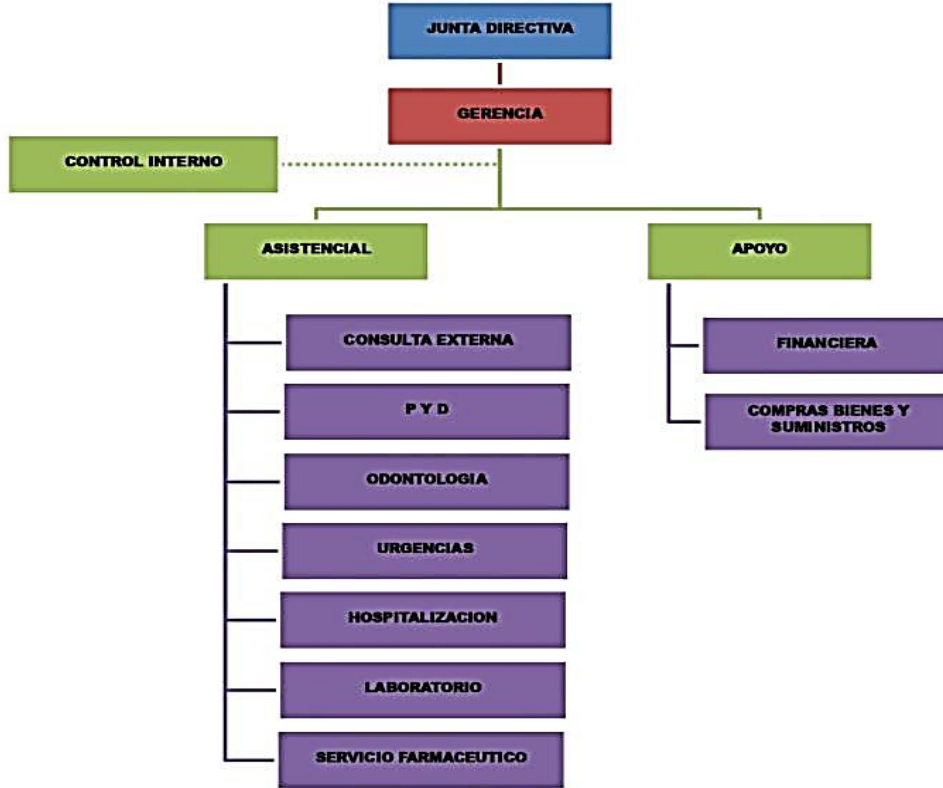 JUNTA DIRECTIVA
GERENCIA
CONTROL INTERNO
ASISTENCIAL
APOYO
CONSULTA EXTERNA
P Y D
ODONTOLOGIA
URGENCIAS
HOSPITALIZACION
LABORATORIO
SERVICIO FARMACEUTICO
FINANCIERA
COMPRAS BIENES Y
SUMINISTROS